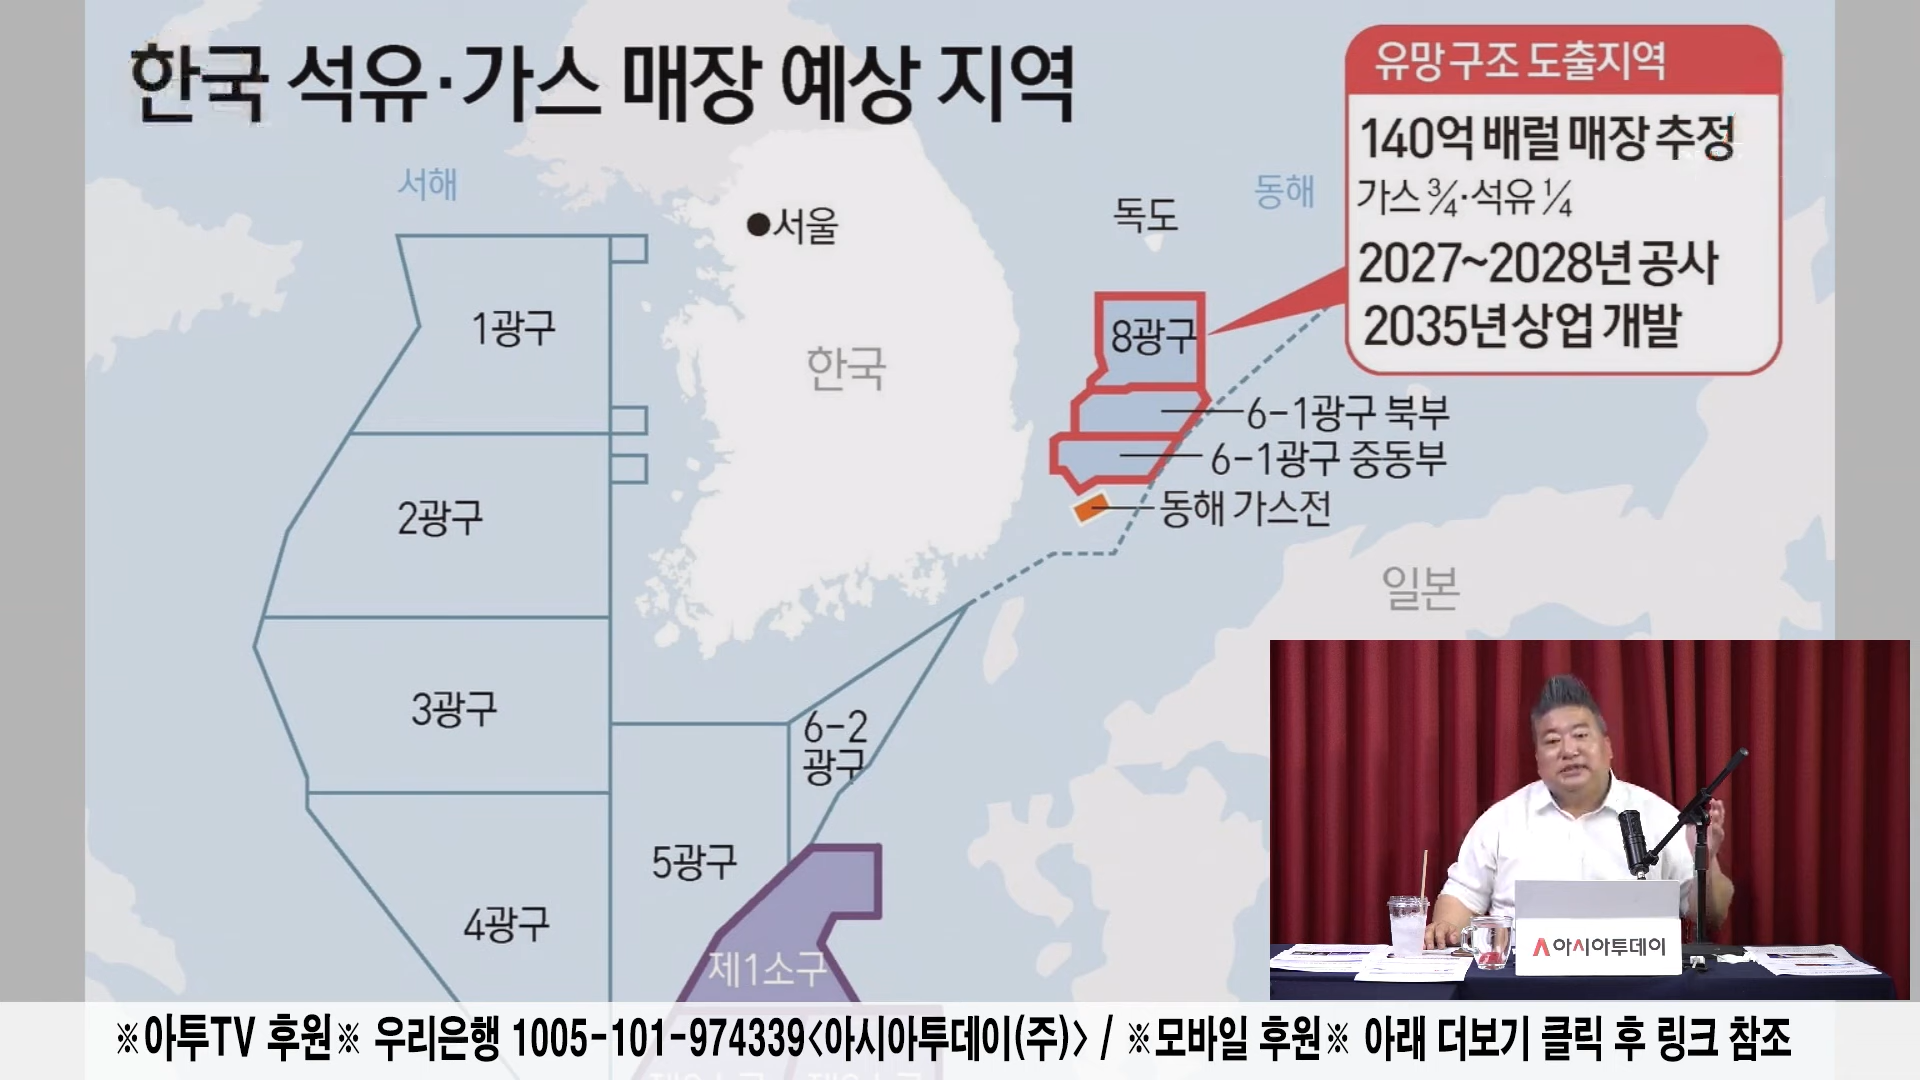 한국 석유·가스 매장 예상 지역
유망구조 도출지역
140억 배럴 매장 추정
가스 ¾·석유 ¼
2027~2028년 공사
2035년 상업 개발
서해
동해
독도
●서울
1광구
한국
8광구
6-1광구 북부
6-1광구 중동부
동해 가스전
2광구
일본
3광구
6-2
광구
5광구
4광구
제1소구
아시아투데이
※아투TV 후원※ 우리은행 1005-101-974339<아시아투데이(주)> / ※모바일 후원※ 아래 더보기 클릭 후 링크 참조